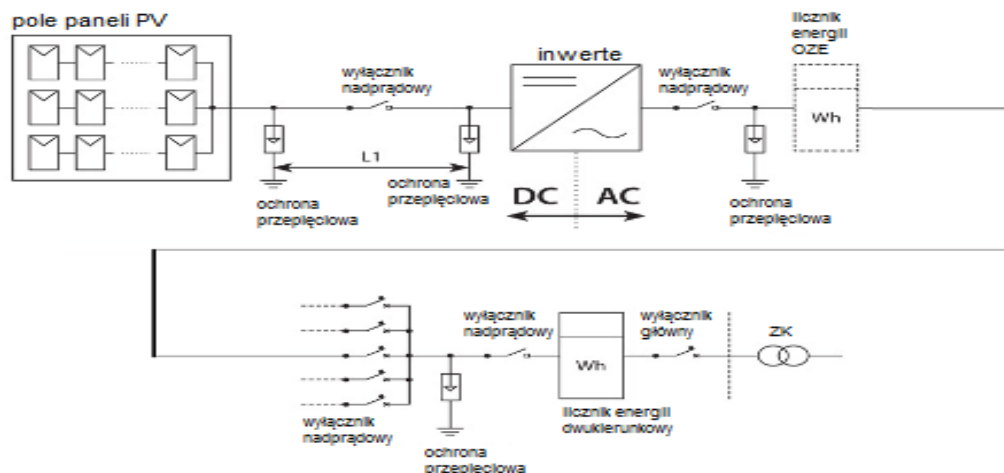 pole paneli PV
wyłącznik
nadprądowy
L1
ochrona
przepięciowa
ochrona
przepięciowa
inwerte
DC AC
wyłącznik
nadprądowy
ochrona
przepięciowa
licznik
energii
OZE
Wh
wyłącznik
nadprądowy
ochrona
przepięciowa
wyłącznik
nadprądowy
Wh
licznik energii
dwukierunkowy
wyłącznik
główny
ZK